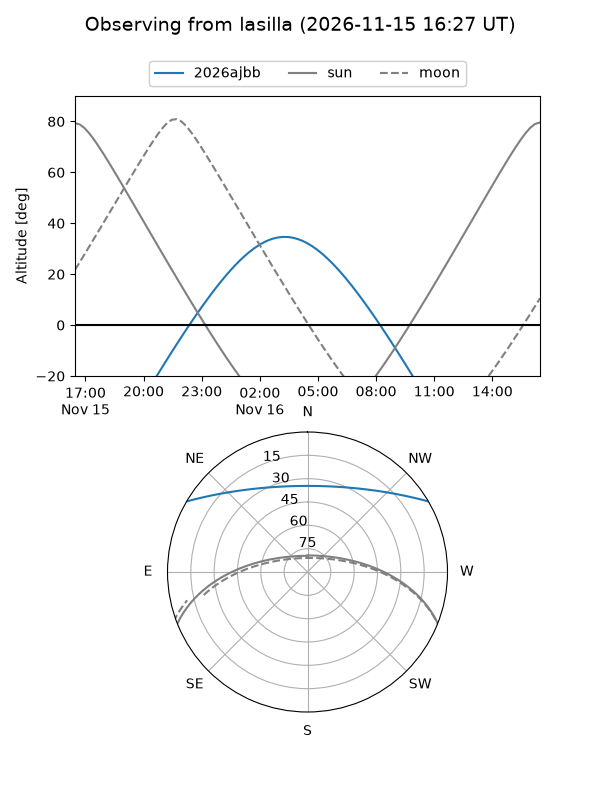 Observing from lasilla (2026-11-15 16:27 UT)
2026ajbb sun moon
Altitude [deg]
80
60
40
20
0
−20
17:00 20:00 23:00 02:00 05:00 08:00 11:00 14:00
Nov 15 Nov 16
N
NE NW
15
30
45
60
75
E W
SE SW
S